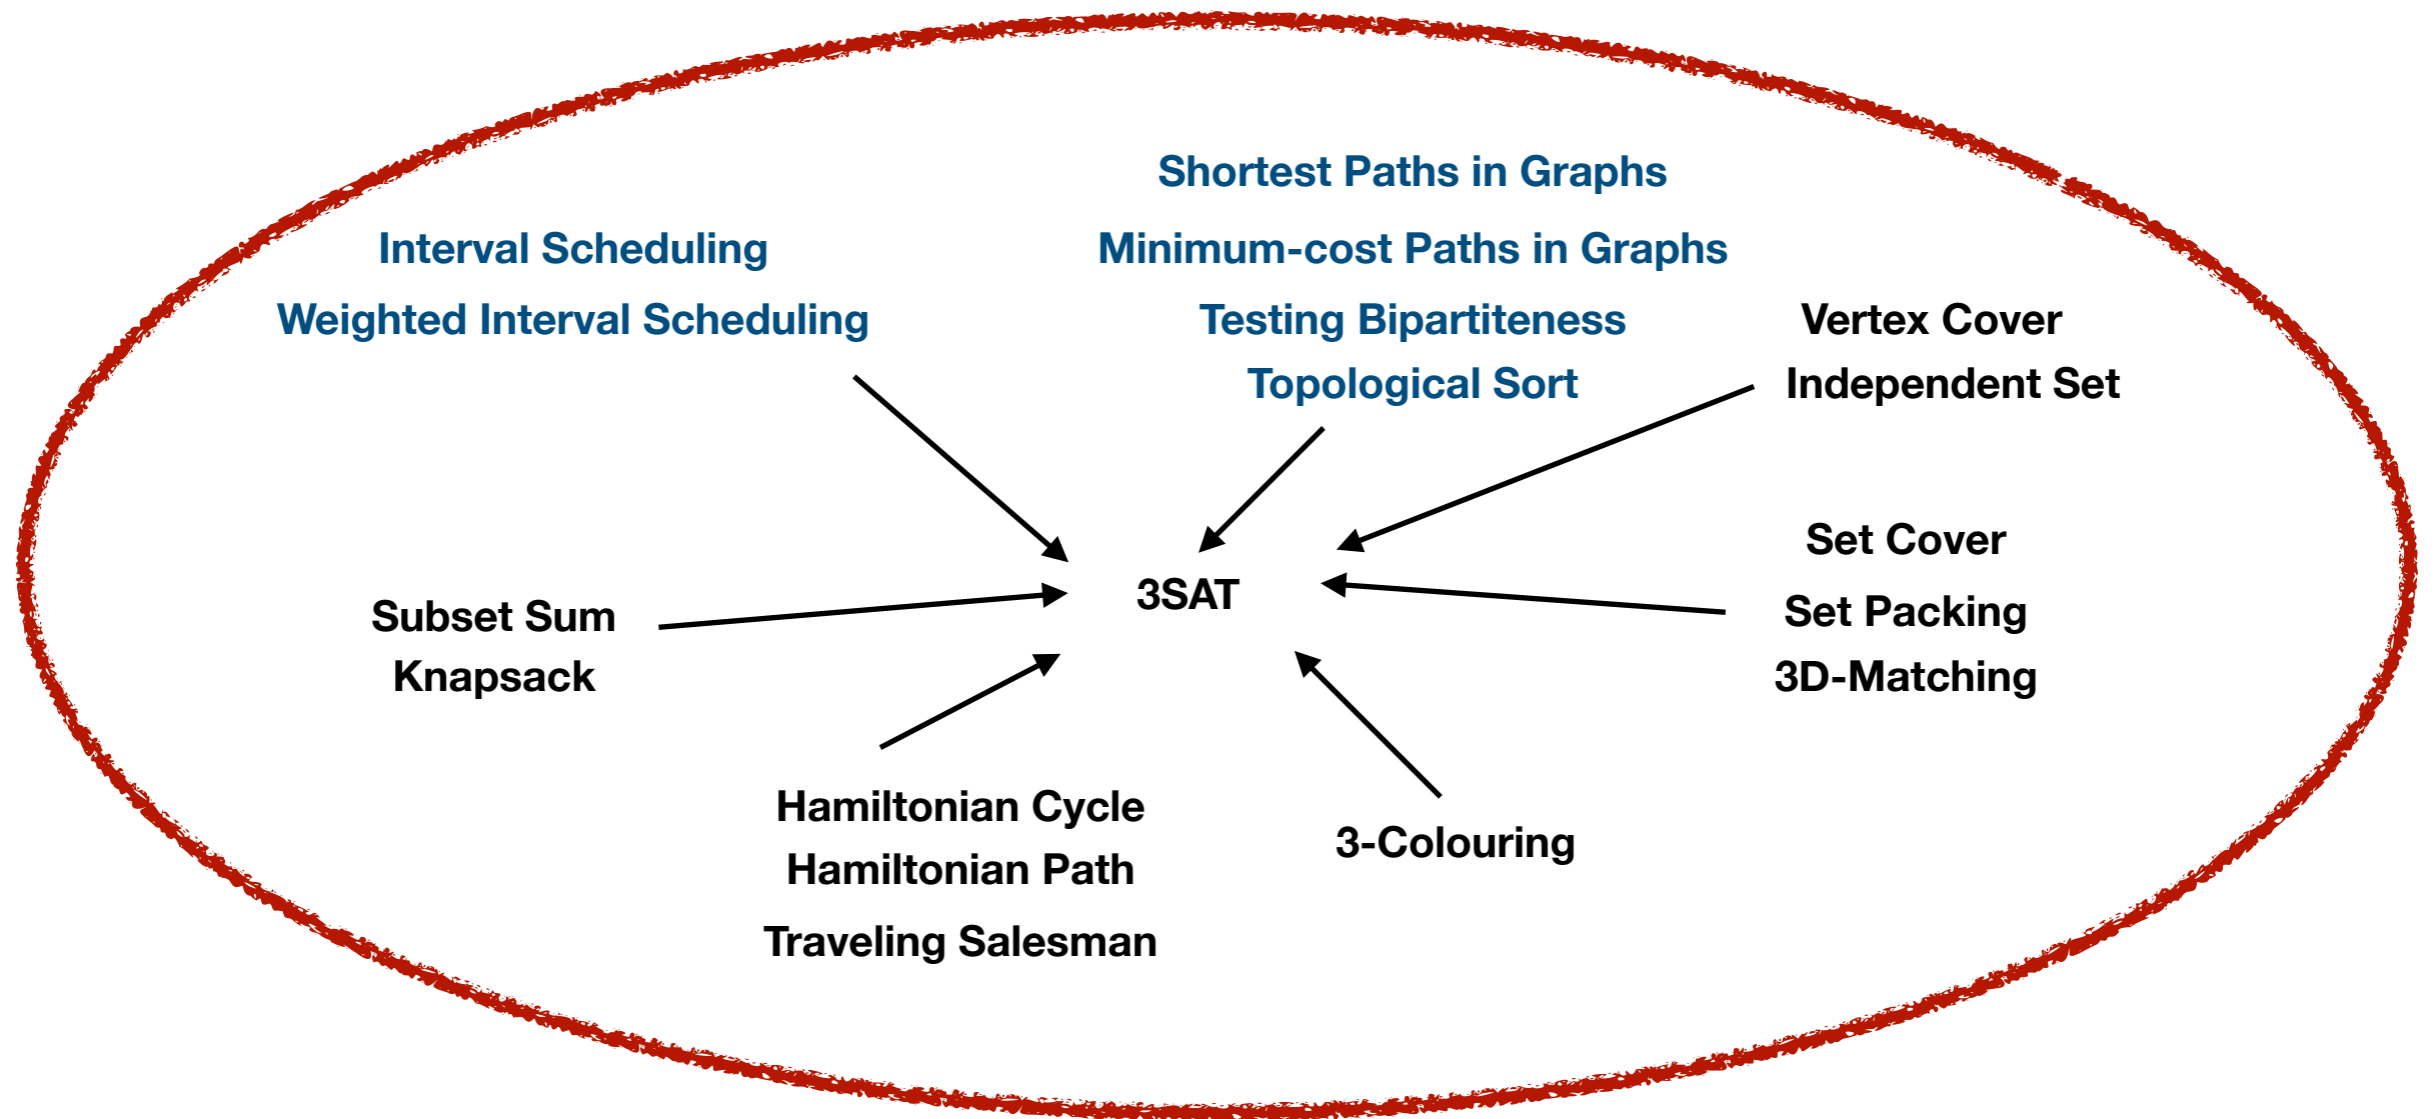 Shortest Paths in Graphs
Interval Scheduling
Minimum-cost Paths in Graphs
Weighted Interval Scheduling
Testing Bipartiteness
Vertex Cover
Topological Sort
Independent Set
Set Cover
3SAT
Subset Sum
Set Packing
Knapsack
3D-Matching
Hamiltonian Cycle
3-Colouring
Hamiltonian Path
Traveling Salesman